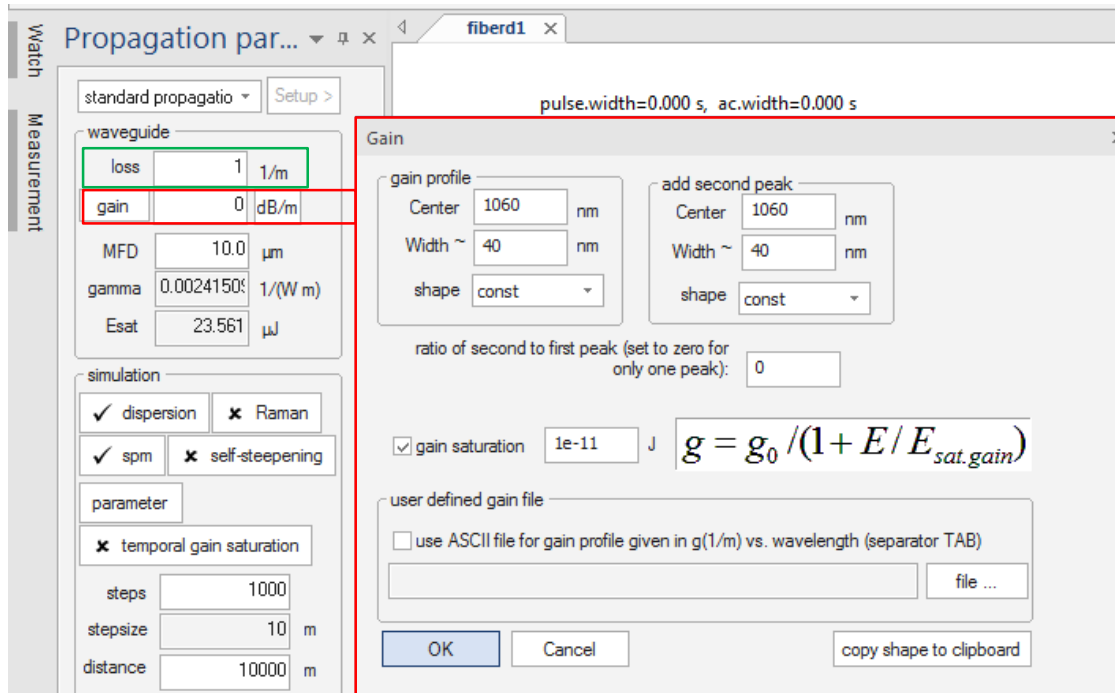 Watch
Measurement
Propagation par...
standard propagatio
Setup >
waveguide
loss 1 1/m
gain 0 dB/m
MFD 10.0 µm
gamma 0.00241509 1/(W m)
Esat 23.561 µJ
simulation
✓ dispersion
✗ Raman
✓ spm
✗ self-steepening
parameter
✗ temporal gain saturation
steps 1000
stepsize 10 m
distance 10000 m
fiberd1
pulse.width=0.000 s, ac.width=0.000 s
Gain
gain profile
Center 1060 nm
Width ~ 40 nm
shape const
add second peak
Center 1060 nm
Width ~ 40 nm
shape const
ratio of second to first peak (set to zero for
only one peak): 0
gain saturation 1e-11 J g = g₀ /(1+ E/ E_sat.gain)
user defined gain file
use ASCII file for gain profile given in g(1/m) vs. wavelength (separator TAB)
file ...
OK
Cancel
copy shape to clipboard